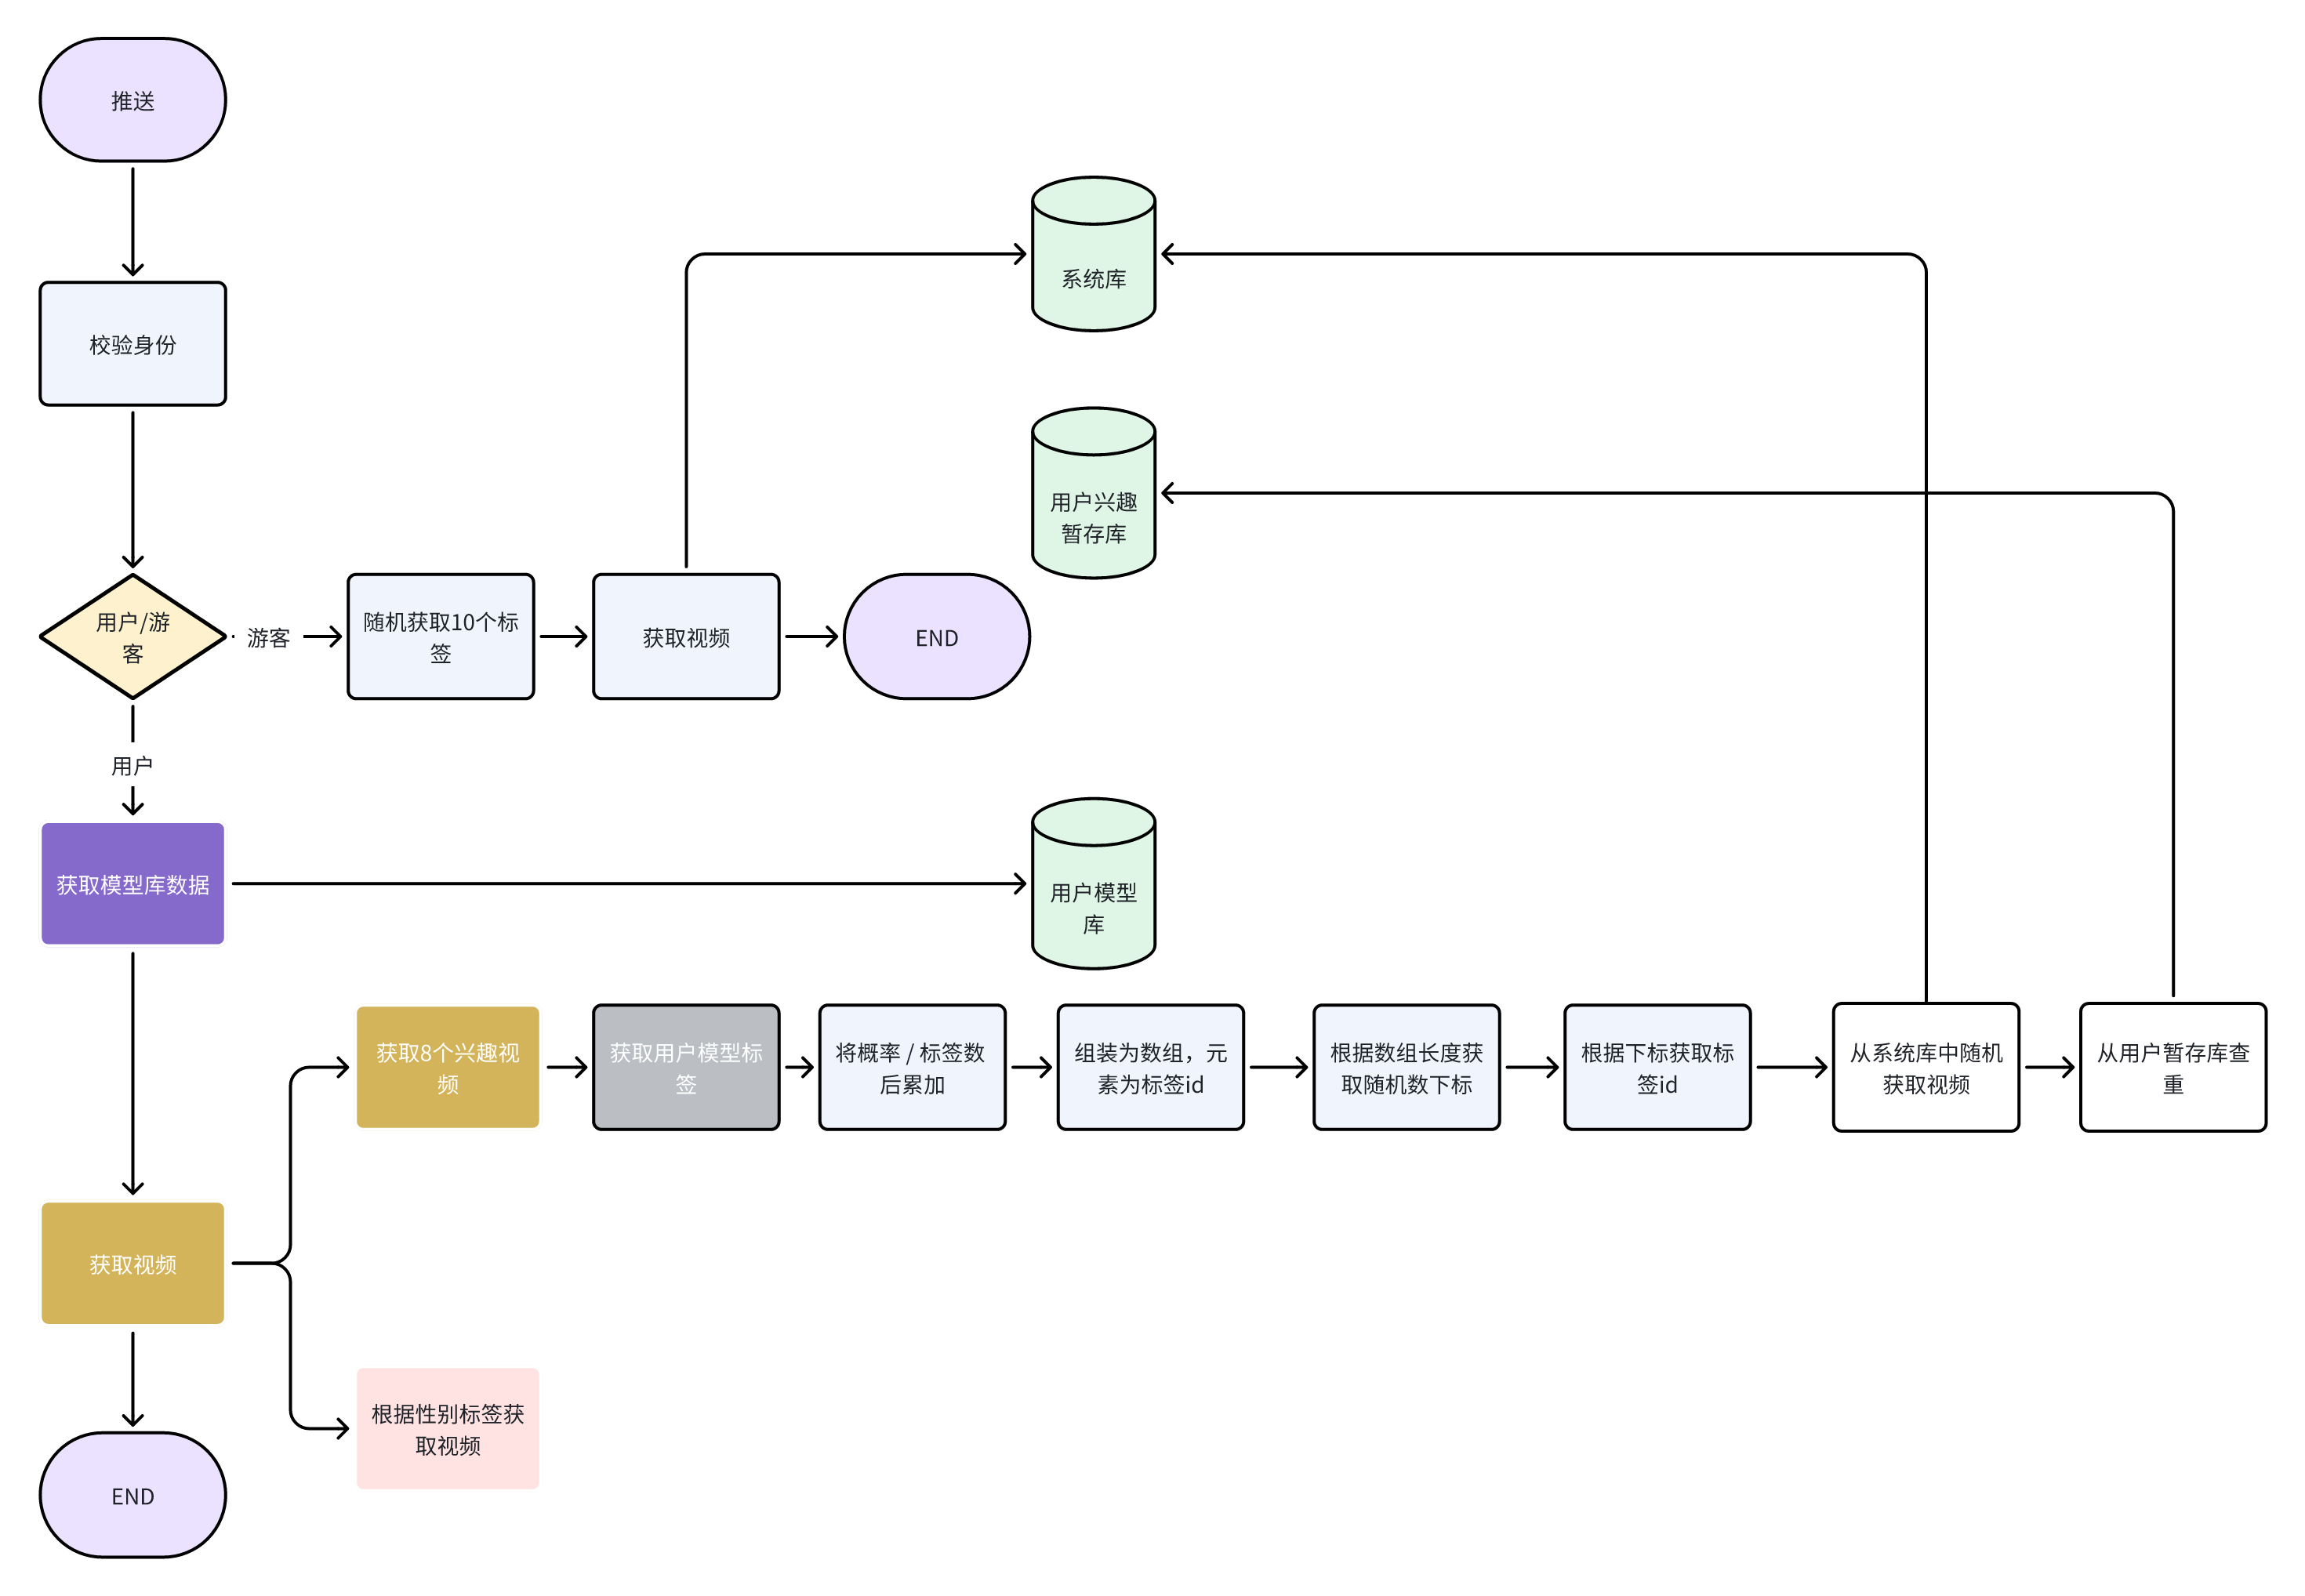 推送
系统库
校验身份
用户兴趣
暂存库
用户/游
客
游客
随机获取10个标
签
获取视频
END
用户
获取模型库数据
用户模型
库
获取8个兴趣视
频
获取用户模型标
签
将概率 / 标签数
后累加
组装为数组，元
素为标签id
根据数组长度获
取随机数下标
根据下标获取标
签id
从系统库中随机
获取视频
从用户暂存库查
重
获取视频
根据性别标签获
取视频
END